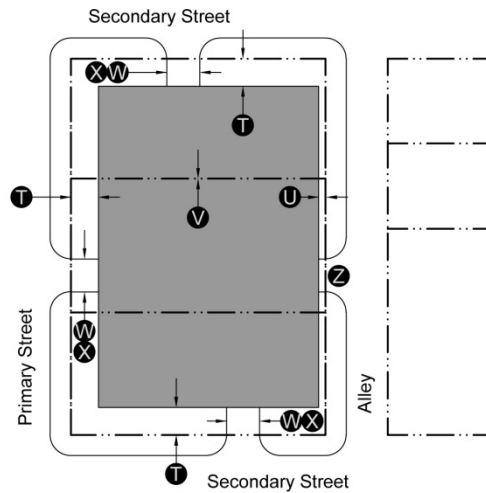 Secondary Street
X W
T
T
V
U
Z
W
X
Primary Street
Alley
W X
T
Secondary Street